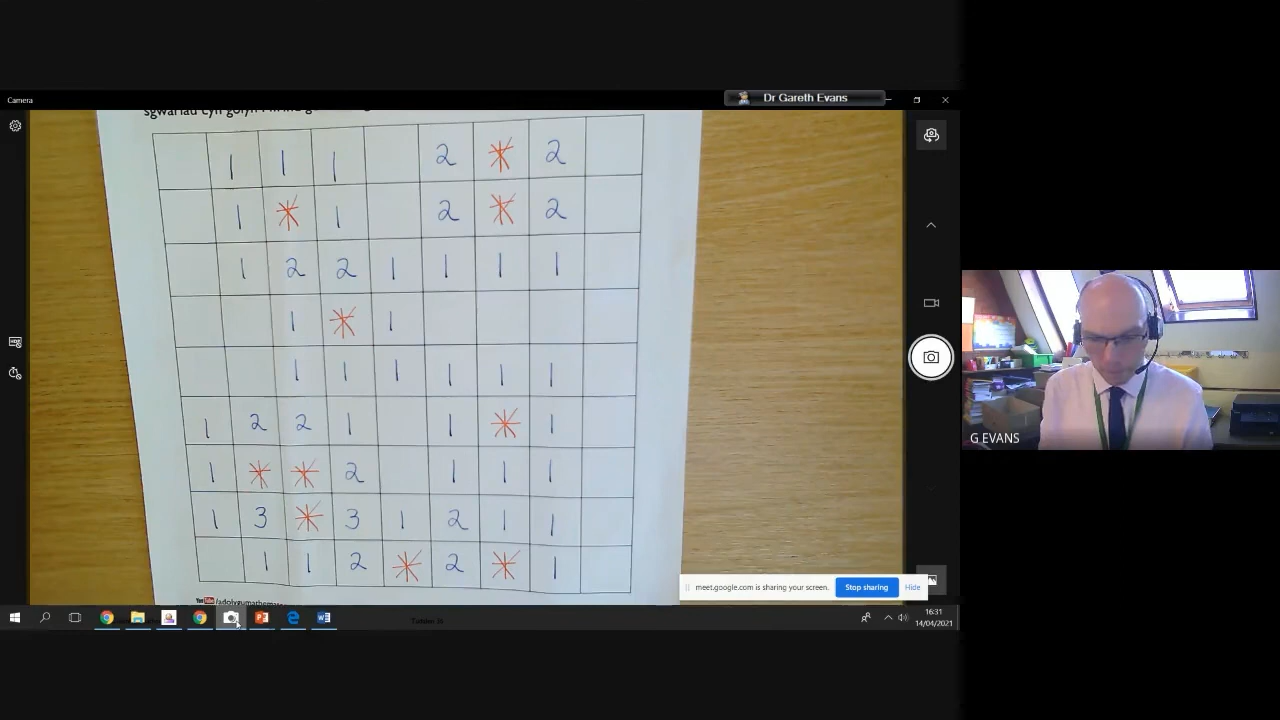 Camera
Dr Gareth Evans
1 1 1 2 * 2
1 * 1 2 * 2
1 2 2 1 1 1 1
1 * 1
1 1 1 1 1 1
1 2 2 1 1 * 1
1 * * 2 1 1 1
1 3 * 3 1 2 1 1
1 1 2 * 2 * 1
G EVANS
meet.google.com is sharing your screen.
Stop sharing
Hide
16:31
14/04/2021